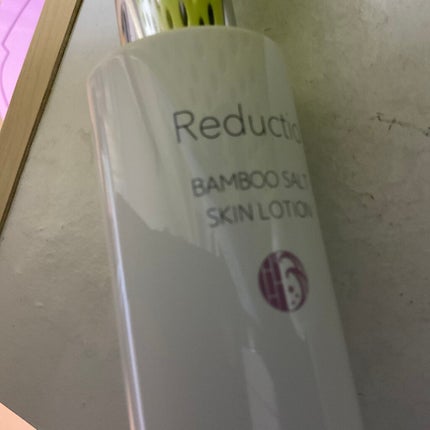 Reductio
BAMBOO SALT
SKIN LOTION